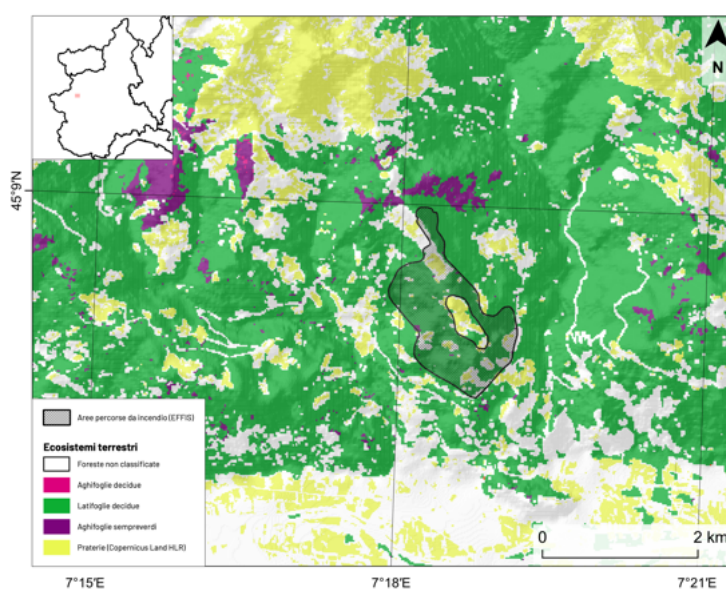 N
45°9'N
Aree percorse da incendio (EFFIS)
Ecosistemi terrestri
Foreste non classificate
Aghifoglie decidue
Latifoglie decidue
Aghifoglie sempreverdi
Praterie (Copernicus Land HLR)
0 2 km
7°15'E 7°18'E 7°21'E